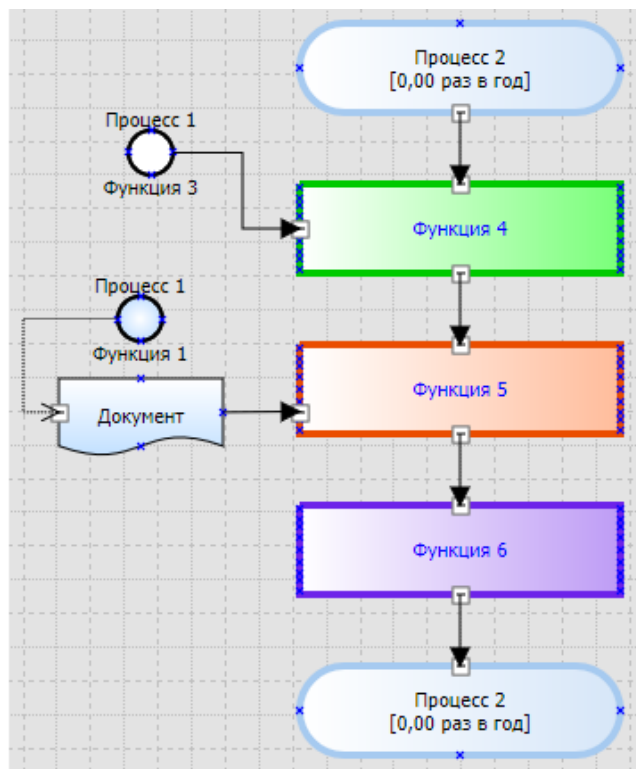 Процесс 2
[0,00 раз в год]
Процесс 1
Функция 3
Функция 4
Процесс 1
Функция 1
Документ
Функция 5
Функция 6
Процесс 2
[0,00 раз в год]